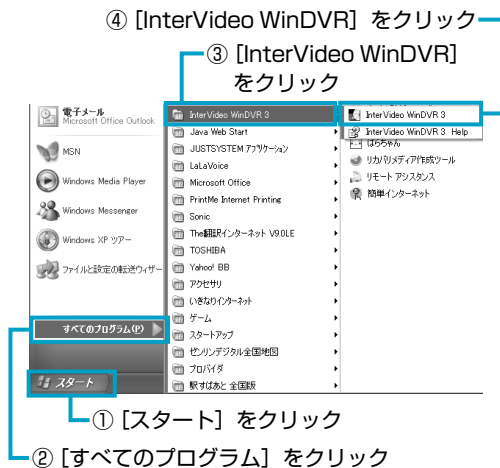 ④ [InterVideo WinDVR] をクリック
③ [InterVideo WinDVR]
をクリック
電子メール
Microsoft Office Outlook
MSN
Windows Media Player
Windows Messenger
Windows XP ツアー
ファイルと設定の転送ウィザー
すべてのプログラム(P)
スタート
InterVideo WinDVR 3
Java Web Start
JUSTSYSTEM アプリケーション
LaLaVoice
Microsoft Office
PrintMe Internet Printing
Sonic
The翻訳インターネット V9.0LE
TOSHIBA
Yahoo! BB
アクセサリ
いきなりインターネット
ゲーム
スタートアップ
ゼンリンデジタル全国地図
プロバイダ
駅すぱあと 全国版
InterVideo WinDVR 3
InterVideo WinDVR 3 Help
ぱらちゃん
リカバリメディア作成ツール
リモート アシスタンス
簡単インターネット
① [スタート] をクリック
② [すべてのプログラム] をクリック